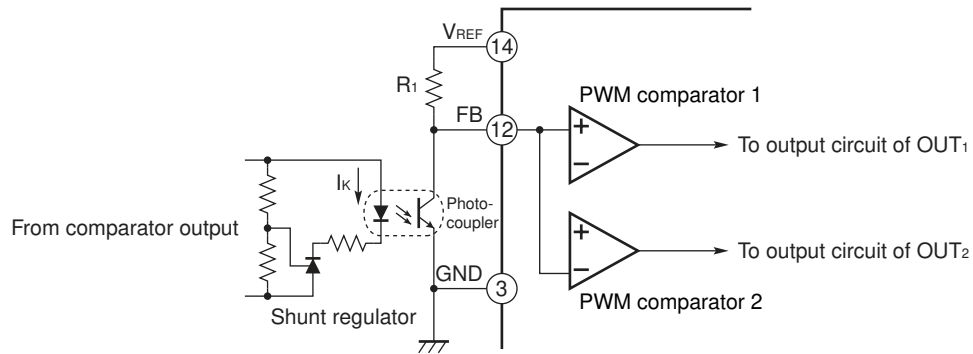 VREF
14
R1
PWM comparator 1
FB
12
+
−
To output circuit of OUT1
IK
Photo-
coupler
From comparator output
+
−
To output circuit of OUT2
GND
3
PWM comparator 2
Shunt regulator